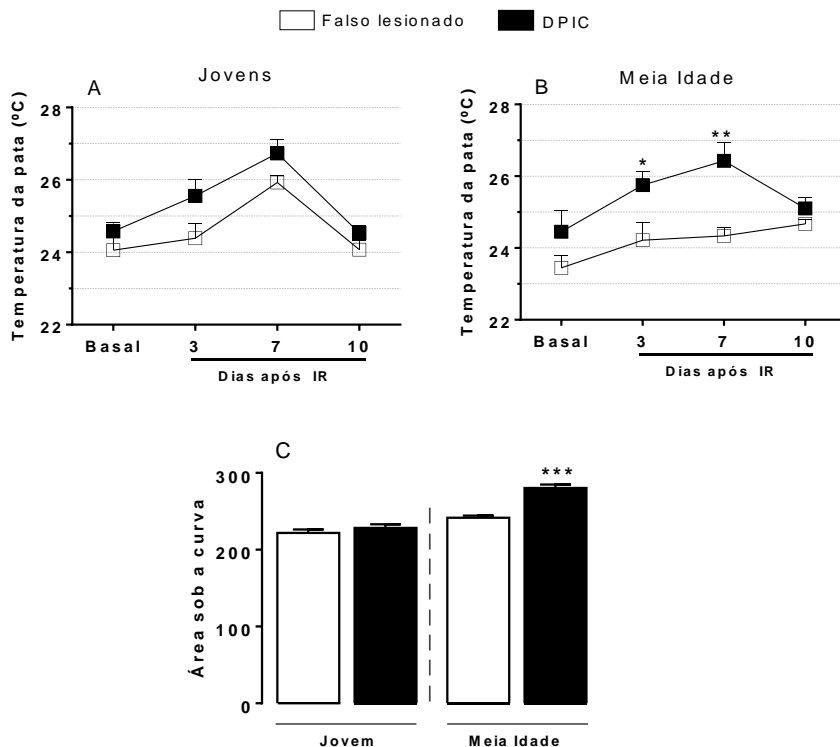 Falso lesionado
DPIC
A
Jovens
Temperatura da pata (ºC)
28
26
24
22
Basal 3 7 10
Dias após IR
B
Meia Idade
Temperatura da pata (ºC)
28
26
24
22
*
**
Basal 3 7 10
Dias após IR
C
Área sob a curva
300
200
100
0
***
Jovem
Meia Idade